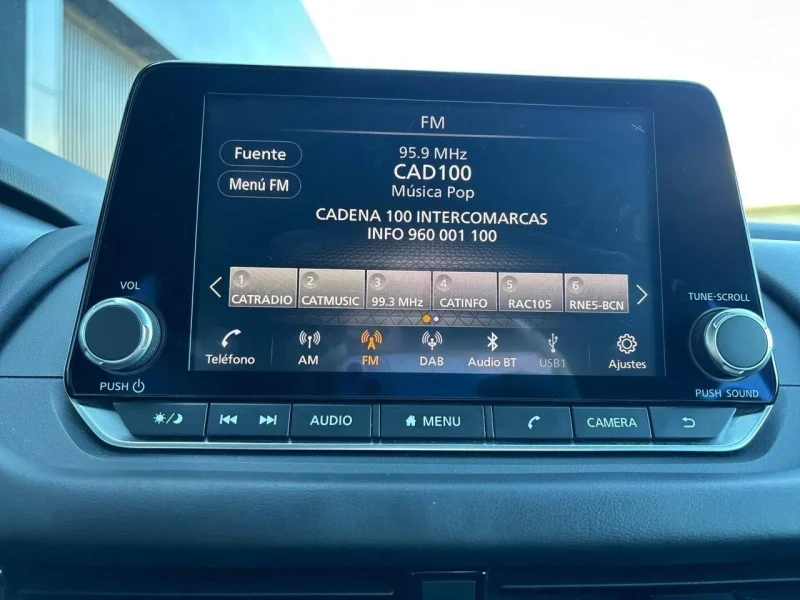 FM
Fuente
Menú FM
95.9 MHz
CAD100
Música Pop
CADENA 100 INTERCOMARCAS
INFO 960 001 100
1 2 3 4 5 6
CATRADIO CATMUSIC 99.3 MHz CATINFO RAC105 RNE5-BCN
Teléfono AM FM DAB Audio BT USB1 Ajustes
VOL
PUSH
TUNE·SCROLL
PUSH SOUND
AUDIO MENU CAMERA